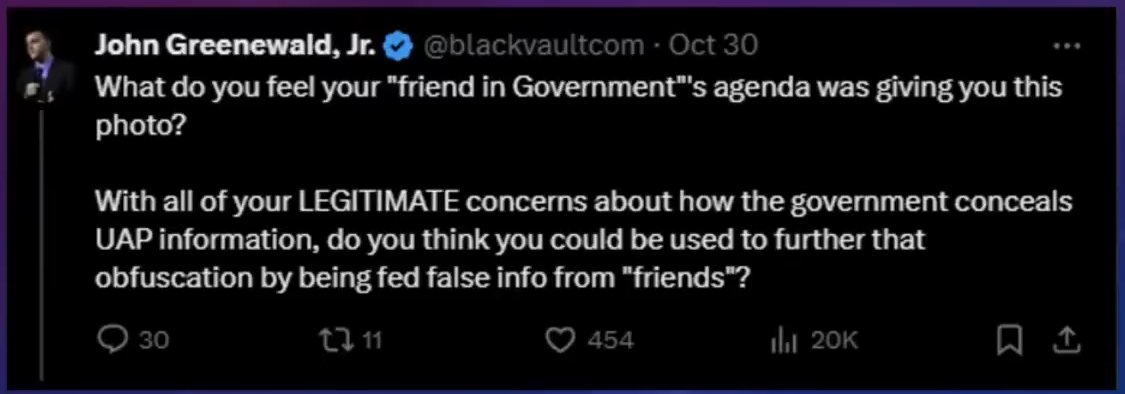 John Greenewald, Jr. @blackvaultcom · Oct 30
What do you feel your "friend in Government"'s agenda was giving you this
photo?
With all of your LEGITIMATE concerns about how the government conceals
UAP information, do you think you could be used to further that
obfuscation by being fed false info from "friends"?
30 11 454 20K